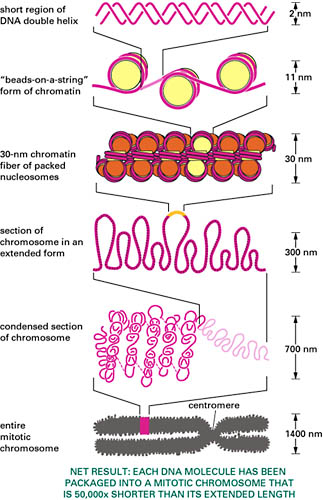 short region of
DNA double helix
2 nm
"beads-on-a-string"
form of chromatin
11 nm
30-nm chromatin
fiber of packed
nucleosomes
30 nm
section of
chromosome in an
extended form
300 nm
condensed section
of chromosome
700 nm
centromere
entire
mitotic
chromosome
1400 nm
NET RESULT: EACH DNA MOLECULE HAS BEEN
PACKAGED INTO A MITOTIC CHROMOSOME THAT
IS 50,000x SHORTER THAN ITS EXTENDED LENGTH